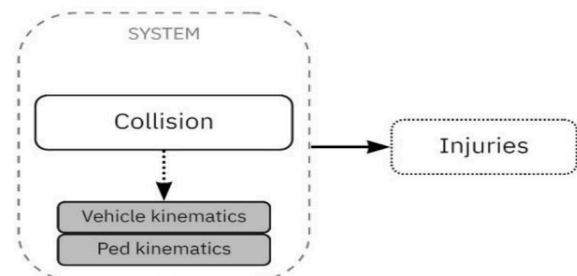 SYSTEM
Collision
Injuries
Vehicle kinematics
Ped kinematics